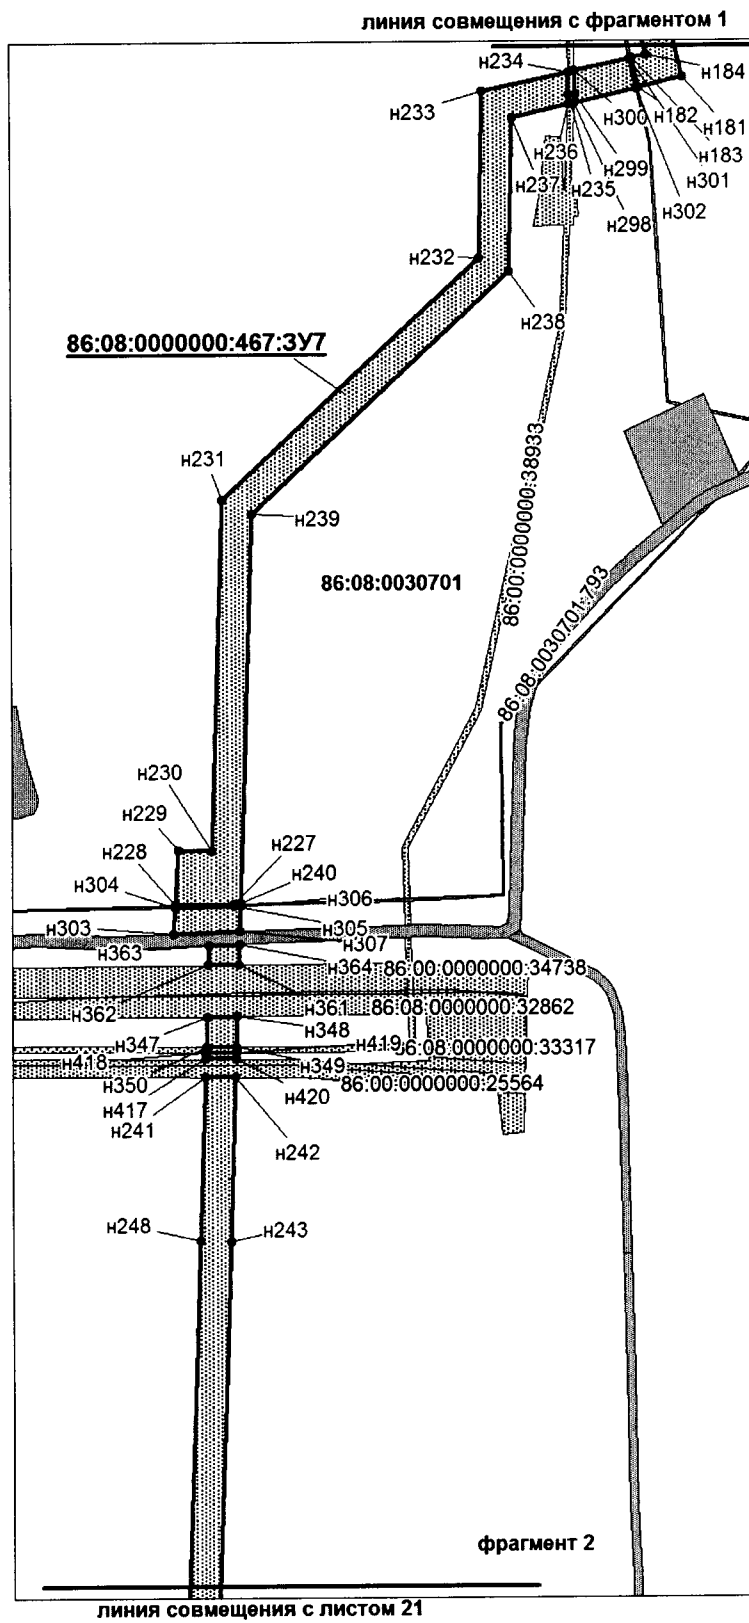 линия совмещения с фрагментом 1
н234
н184
н233
н300
н182
н181
н236
н183
н237
н299
н235
н301
н302
н298
н232
н238
86:08:0000000:467:ЗУ7
н231
н239
86:00:0000000:38933
86:08:0030701
86:08:0030701:793
н230
н229
н227
н228
н240
н304
н306
н303
н305
н307
н363
н364
86:00:0000000:34738
н362
н361
86:00:0000000:32862
н348
н347
н419
86:08:0000000:33317
н418
н349
н350
н420
86:00:0000000:25564
н417
н241
н242
н248
н243
фрагмент 2
линия совмещения с листом 21